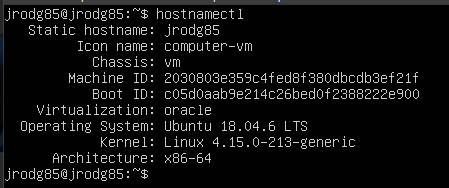 jrodg85@jrodg85:~$ hostnamectl
Static hostname: jrodg85
Icon name: computer-vm
Chassis: vm
Machine ID: 2030803e359c4fed8f380dbcdb3ef21f
Boot ID: c05d0aab9e214c26bed0f2388222e900
Virtualization: oracle
Operating System: Ubuntu 18.04.6 LTS
Kernel: Linux 4.15.0-213-generic
Architecture: x86-64
jrodg85@jrodg85:~$